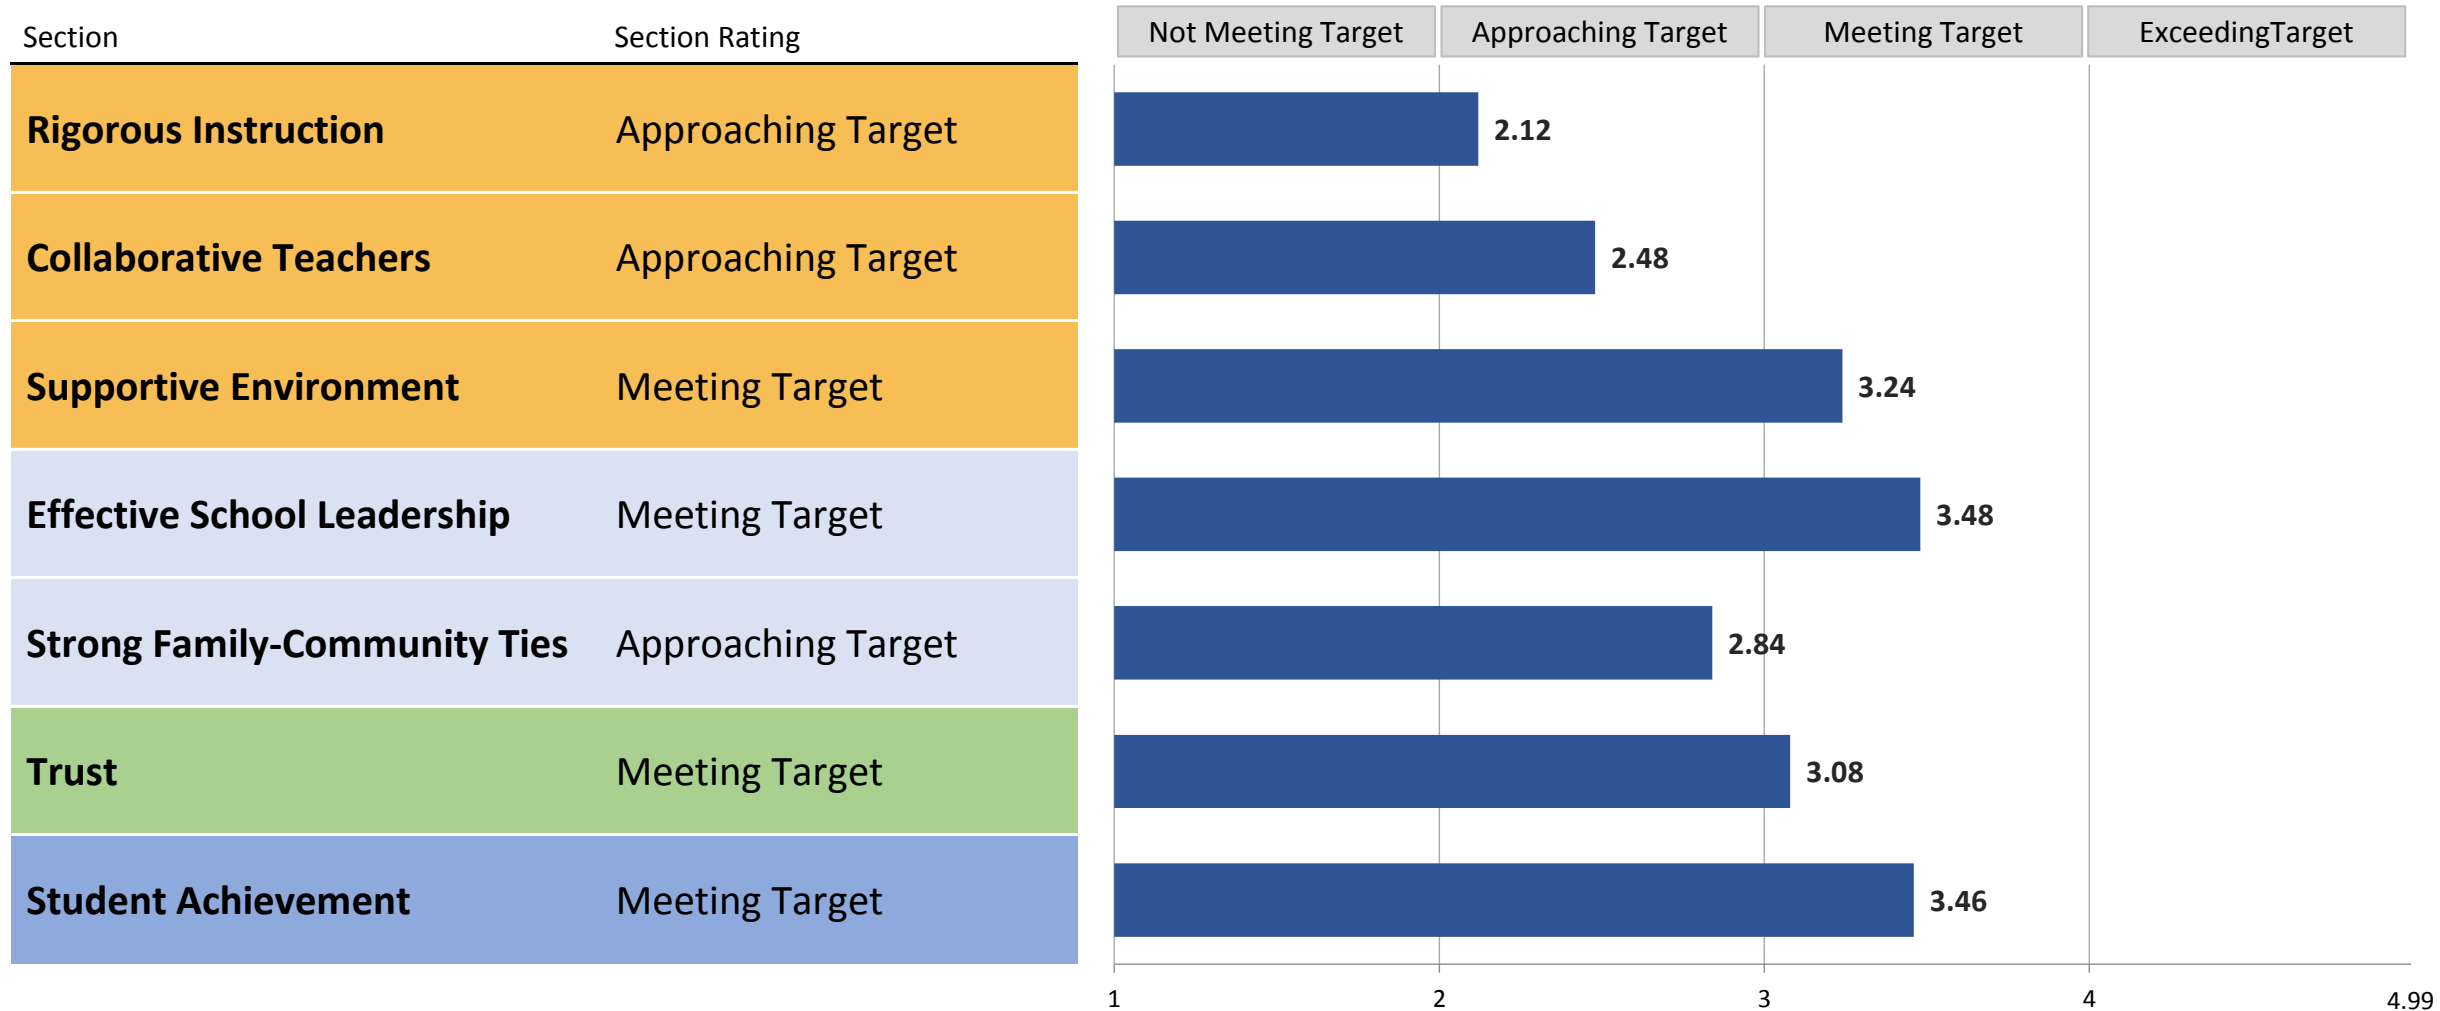 Section Section Rating Not Meeting Target Approaching Target Meeting Target ExceedingTarget
Rigorous Instruction Approaching Target 2.12
Collaborative Teachers Approaching Target 2.48
Supportive Environment Meeting Target 3.24
Effective School Leadership Meeting Target 3.48
Strong Family-Community Ties Approaching Target 2.84
Trust Meeting Target 3.08
Student Achievement Meeting Target 3.46
1 2 3 4 4.99